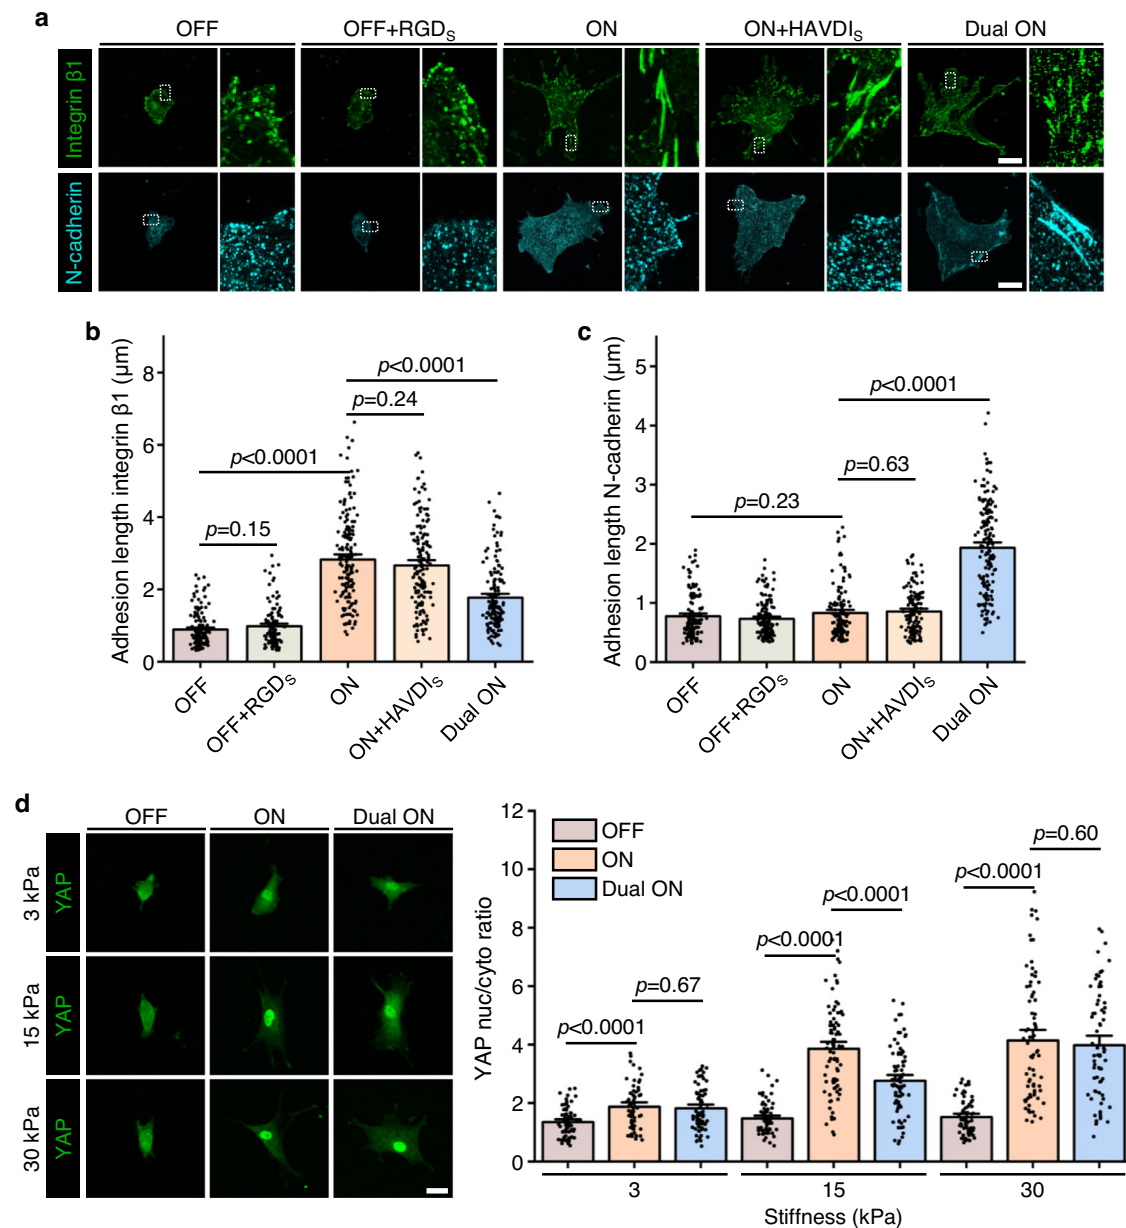 a
OFF
OFF+RGDS
ON
ON+HAVDIS
Dual ON
Integrin β1
N-cadherin
b
Adhesion length integrin β1 (μm)
8
6
4
2
0
p<0.0001
p=0.24
p<0.0001
p=0.15
OFF
OFF+RGDS
ON
ON+HAVDIS
Dual ON
c
Adhesion length N-cadherin (μm)
5
4
3
2
1
0
p<0.0001
p=0.63
p=0.23
OFF
OFF+RGDS
ON
ON+HAVDIS
Dual ON
d
OFF
ON
Dual ON
3 kPa
YAP
15 kPa
YAP
30 kPa
YAP
YAP nuc/cyto ratio
12
10
8
6
4
2
0
OFF
ON
Dual ON
p<0.0001
p=0.67
p<0.0001
p<0.0001
p<0.0001
p=0.60
3
15
30
Stiffness (kPa)